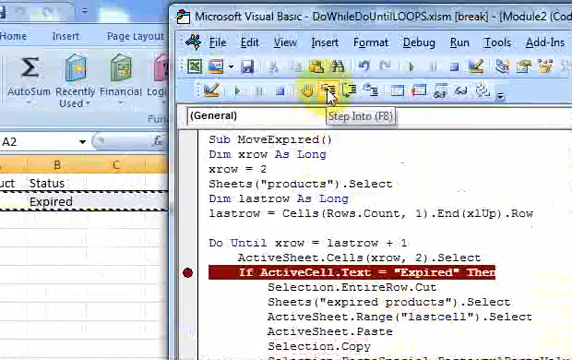 Microsoft Visual Basic - DoWhileDoUntilLOOPS.xlsm [break] - [Module2 (Cod
File Edit View Insert Format Debug Run Tools Add-Ins
Insert
AutoSum Recently Used Financial
(General)
Step Into (F8)
A2
A B
uct Status
Expired
Sub MoveExpired()
Dim xrow As Long
xrow = 2
Sheets("products").Select
Dim lastrow As Long
lastrow = Cells(Rows.Count, 1).End(xlUp).Row
Do Until xrow = lastrow + 1
ActiveSheet.Cells(xrow, 2).Select
If ActiveCell.Text = "Expired" Then
Selection.EntireRow.Cut
Sheets("expired products").Select
ActiveSheet.Range("lastcell").Select
ActiveSheet.Paste
Selection.Copy